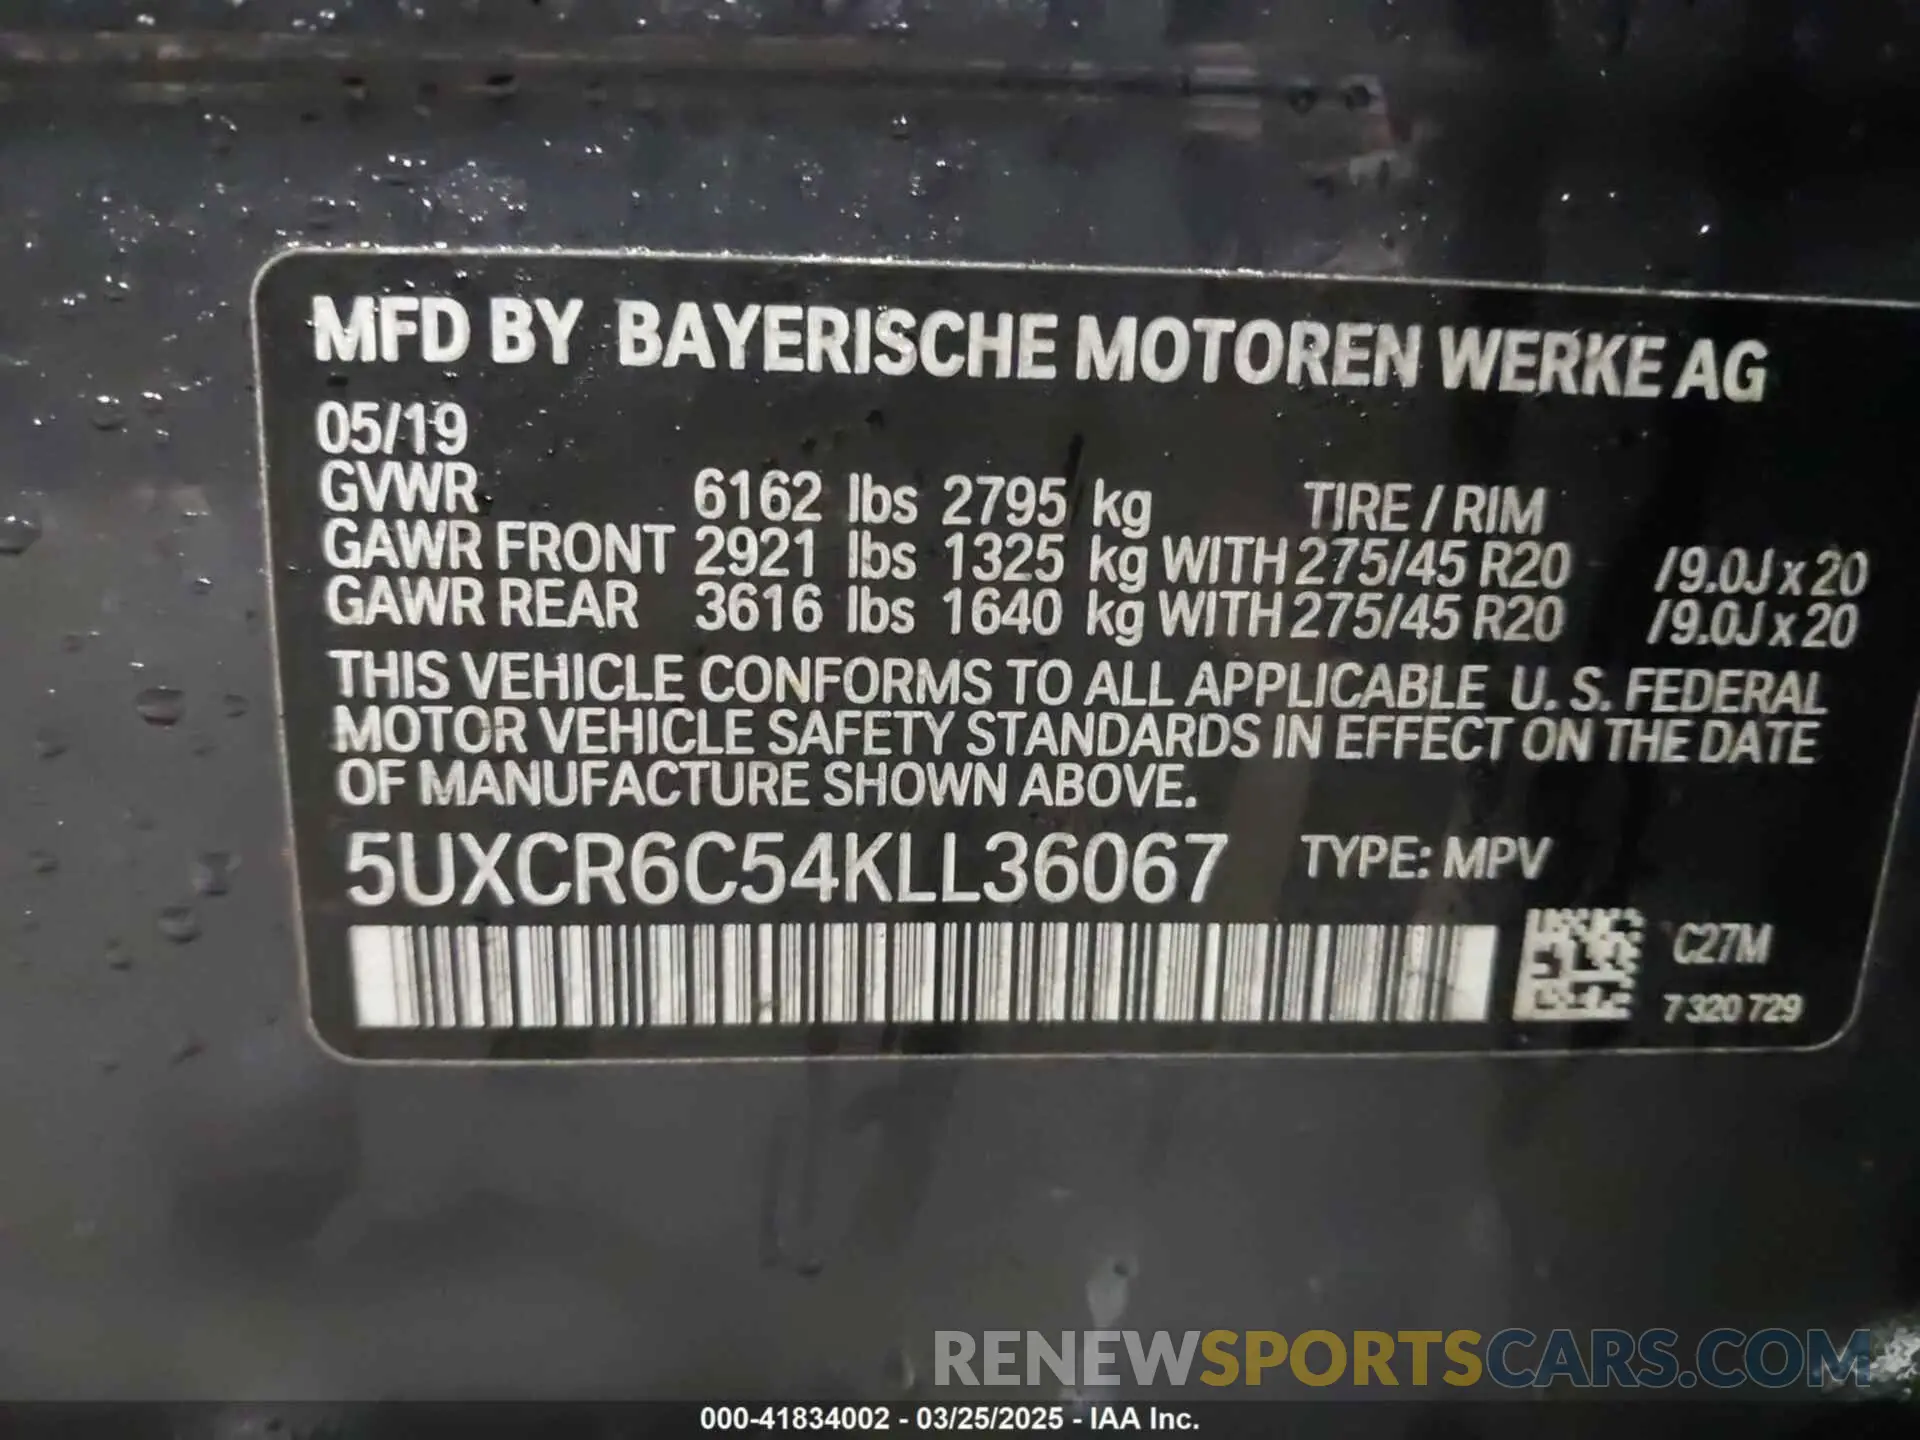 MFD BY BAYERISCHE MOTOREN WERKE AG
05/19
GVWR 6162 lbs 2795 kg TIRE / RIM
GAWR FRONT 2921 lbs 1325 kg WITH 275/45 R20 /9.0J x 20
GAWR REAR 3616 lbs 1640 kg WITH 275/45 R20 /9.0J x 20
THIS VEHICLE CONFORMS TO ALL APPLICABLE U. S. FEDERAL
MOTOR VEHICLE SAFETY STANDARDS IN EFFECT ON THE DATE
OF MANUFACTURE SHOWN ABOVE.
5UXCR6C54KLL36067 TYPE: MPV
C27M
7 320 729
RENEWSPORTSCARS.COM
000-41834002 - 03/25/2025 - IAA Inc.